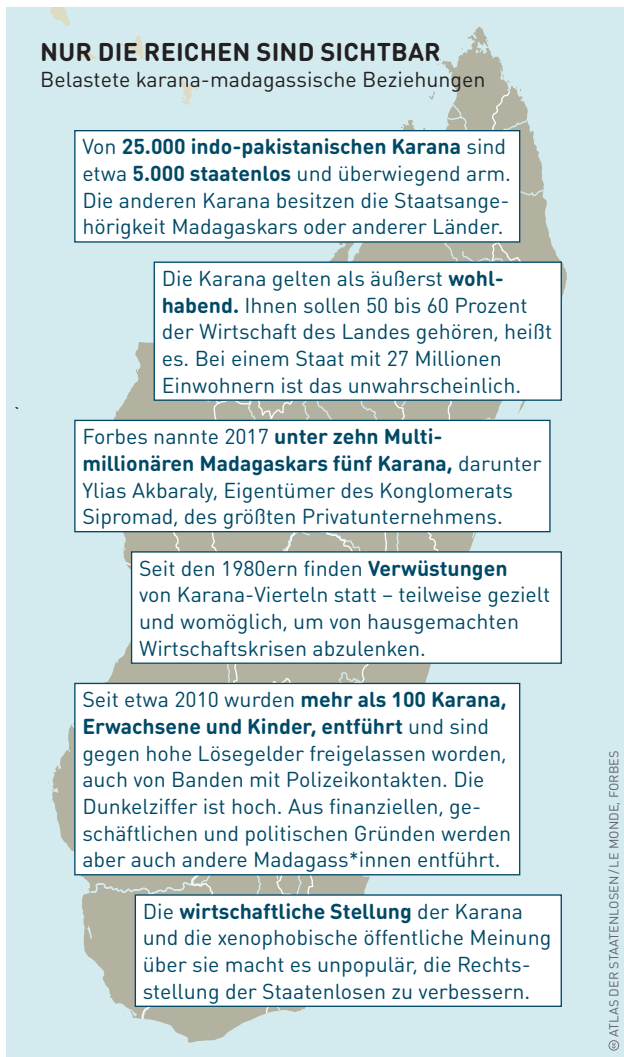 NUR DIE REICHEN SIND SICHTBAR
Belastete karana-madagassische Beziehungen
Von 25.000 indo-pakistanischen Karana sind
etwa 5.000 staatenlos und überwiegend arm.
Die anderen Karana besitzen die Staatsange-
hörigkeit Madagaskars oder anderer Länder.
Die Karana gelten als äußerst wohl-
habend. Ihnen sollen 50 bis 60 Prozent
der Wirtschaft des Landes gehören, heißt
es. Bei einem Staat mit 27 Millionen
Einwohnern ist das unwahrscheinlich.
Forbes nannte 2017 unter zehn Multi-
millionären Madagaskars fünf Karana, darunter
Ylias Akbaraly, Eigentümer des Konglomerats
Sipromad, des größten Privatunternehmens.
Seit den 1980ern finden Verwüstungen
von Karana-Vierteln statt – teilweise gezielt
und womöglich, um von hausgemachten
Wirtschaftskrisen abzulenken.
Seit etwa 2010 wurden mehr als 100 Karana,
Erwachsene und Kinder, entführt und sind
gegen hohe Lösegelder freigelassen worden,
auch von Banden mit Polizeikontakten. Die
Dunkelziffer ist hoch. Aus finanziellen, ge-
schäftlichen und politischen Gründen werden
aber auch andere Madagass*innen entführt.
Die wirtschaftliche Stellung der Karana
und die xenophobische öffentliche Meinung
über sie macht es unpopulär, die Rechts-
stellung der Staatenlosen zu verbessern.
ATLAS DER STAATENLOSEN / LE MONDE, FORBES